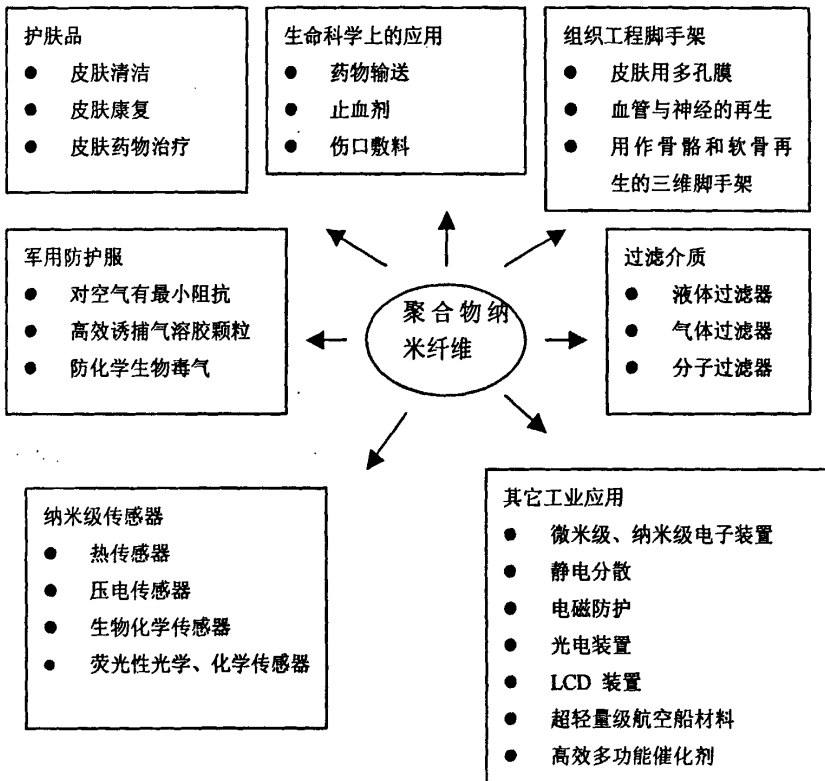 护肤品
● 皮肤清洁
● 皮肤康复
● 皮肤药物治疗
生命科学上的应用
● 药物输送
● 止血剂
● 伤口敷料
组织工程脚手架
● 皮肤用多孔膜
● 血管与神经的再生
● 用作骨骼和软骨再
生的三维脚手架
军用防护服
● 对空气有最小阻抗
● 高效诱捕气溶胶颗粒
● 防化学生物毒气
聚合物纳
米纤维
过滤介质
● 液体过滤器
● 气体过滤器
● 分子过滤器
纳米级传感器
● 热传感器
● 压电传感器
● 生物化学传感器
● 荧光性光学、化学传感器
其它工业应用
● 微米级、纳米级电子装置
● 静电分散
● 电磁防护
● 光电装置
● LCD 装置
● 超轻量级航空船材料
● 高效多功能催化剂